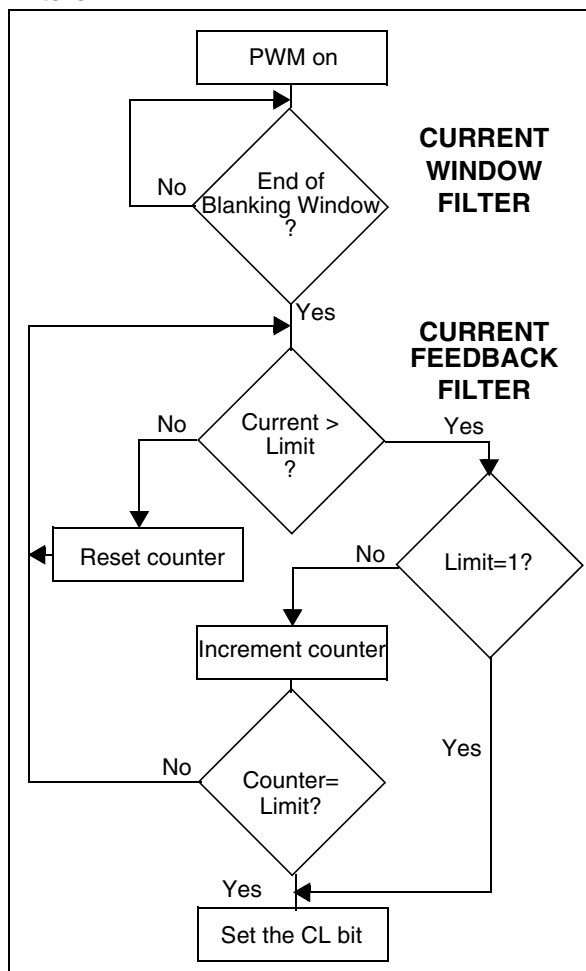 PWM on
CURRENT
WINDOW
FILTER
No
End of
Blanking Window
?
Yes
CURRENT
FEEDBACK
FILTER
No
Current >
Limit
?
Yes
Reset counter
No
Limit=1?
Increment counter
Yes
No
Counter=
Limit?
Yes
Set the CL bit